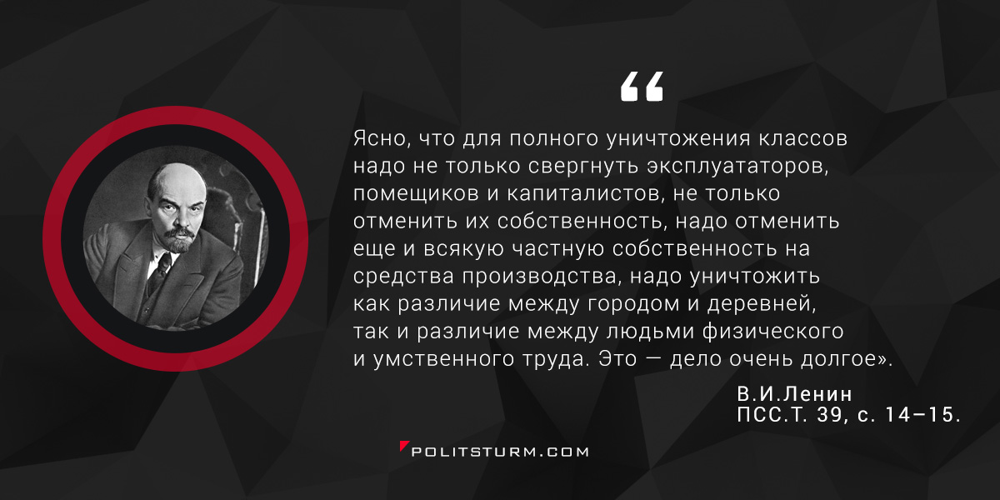 “
Ясно, что для полного уничтожения классов
надо не только свергнуть эксплуататоров,
помещиков и капиталистов, не только
отменить их собственность, надо отменить
еще и всякую частную собственность на
средства производства, надо уничтожить
как различие между городом и деревней,
так и различие между людьми физического
и умственного труда. Это — дело очень долгое».
В.И.Ленин
ПСС.Т. 39, с. 14–15.
POLITSTURM.COM